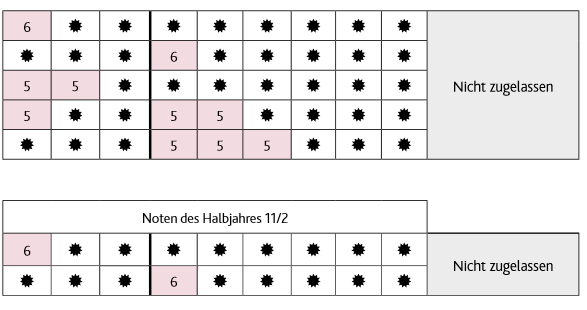 6 ✹ ✹ ✹ ✹ ✹ ✹ ✹ ✹
✹ ✹ ✹ 6 ✹ ✹ ✹ ✹ ✹
5 5 ✹ ✹ ✹ ✹ ✹ ✹ ✹ Nicht zugelassen
5 ✹ ✹ 5 5 ✹ ✹ ✹ ✹
✹ ✹ ✹ 5 5 5 ✹ ✹ ✹
Noten des Halbjahres 11/2
6 ✹ ✹ ✹ ✹ ✹ ✹ ✹ ✹ Nicht zugelassen
✹ ✹ ✹ 6 ✹ ✹ ✹ ✹ ✹